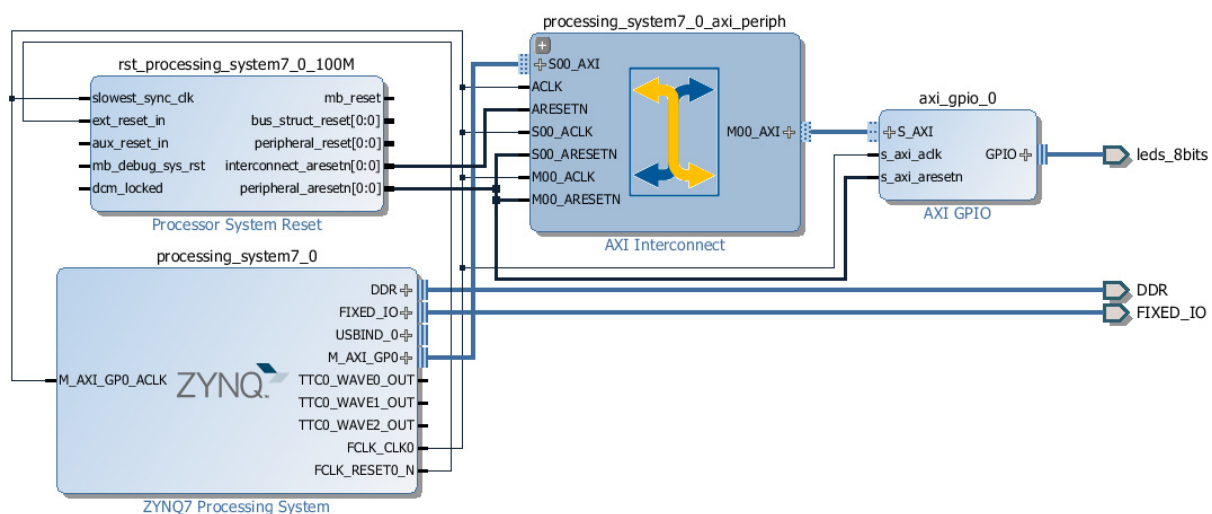 processing_system7_0_axi_periph
rst_processing_system7_0_100M
slowest_sync_clk
ext_reset_in
aux_reset_in
mb_debug_sys_rst
dcm_locked
mb_reset
bus_struct_reset[0:0]
peripheral_reset[0:0]
interconnect_aresetn[0:0]
peripheral_aresetn[0:0]
Processor System Reset
S00_AXI
ACLK
ARESETN
S00_ACLK
S00_ARESETN
M00_ACLK
M00_ARESETN
M00_AXI
AXI Interconnect
axi_gpio_0
S_AXI
s_axi_aclk
s_axi_aresetn
GPIO
AXI GPIO
leds_8bits
processing_system7_0
M_AXI_GP0_ACLK
ZYNQ
DDR
FIXED_IO
USBIND_0
M_AXI_GP0
TTC0_WAVE0_OUT
TTC0_WAVE1_OUT
TTC0_WAVE2_OUT
FCLK_CLK0
FCLK_RESET0_N
ZYNQ7 Processing System
DDR
FIXED_IO